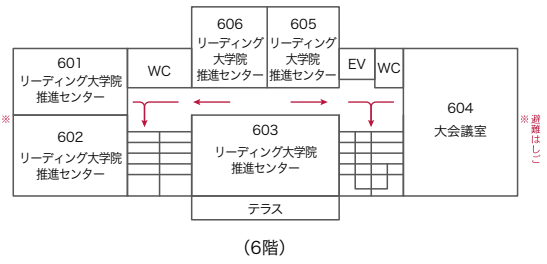 606
リーディング
大学院
推進センター
605
リーディング
大学院
推進センター
601
リーディング大学院
推進センター
WC
EV
WC
604
大会議室
※
※避難はしご
602
リーディング大学院
推進センター
603
リーディング大学院
推進センター
テラス
（6階）